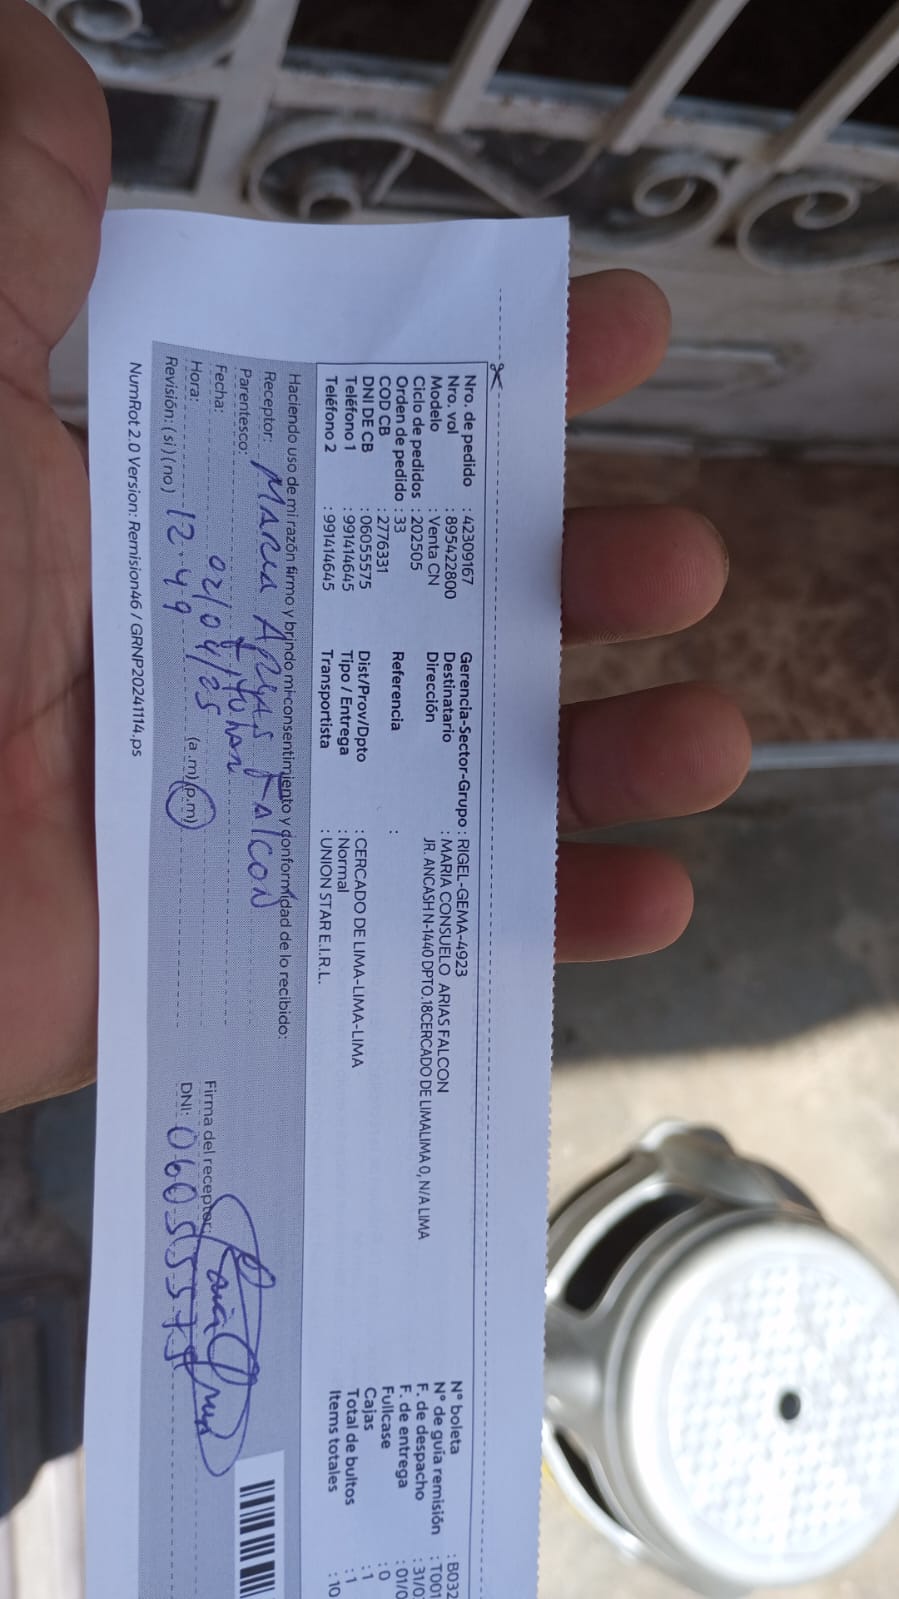 Nro. de pedido : 42309167
Nro. vol : 895422800
Modelo : Venta CN
Ciclo de pedidos : 202505
Orden de pedido : 33
COD CB : 2776331
DNI DE CB : 06055575
Teléfono 1 : 991414645
Teléfono 2 : 991414645
Gerencia-Sector-Grupo : RIGEL-GEMA-4923
Destinatario : MARIA CONSUELO ARIAS FALCON
Dirección JR. ANCASH N-1440 DPTO.18CERCADO DE LIMALIMA 0, N/A LIMA
Referencia :
Dist/Prov/Dpto : CERCADO DE LIMA-LIMA-LIMA
Tipo / Entrega : Normal
Transportista : UNION STAR E.I.R.L.
N° boleta : B032
N° de guía remisión : T001
F. de despacho : 31/0
F. de entrega : 01/0
Fullcase : 0
Cajas : 1
Total de bultos : 1
Items totales : 10
Haciendo uso de mi razón firmo y brindo mi consentimiento y conformidad de lo recibido:
Receptor: Maria Arias Falcon
Parentesco: titular
Fecha: 02/04/25
Hora: 12.49 (a.m)(p.m)
Revisión: (si) (no)
Firma del receptor:
DNI: 06055575
NumRot 2.0 Version: Remision46 / GRNP20241114.ps